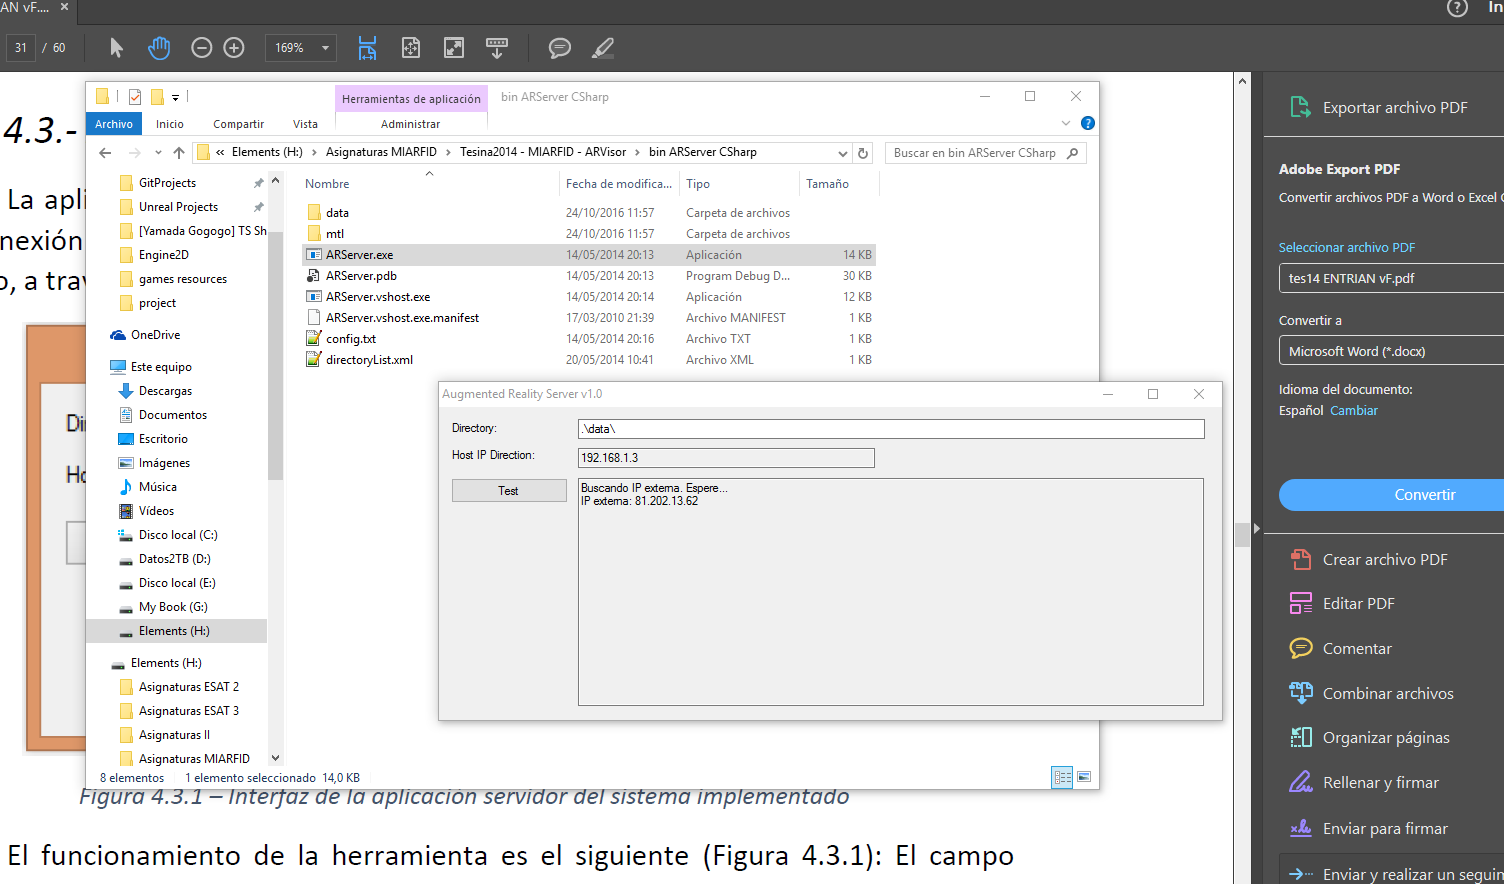 AN vF....
In
31 / 60
169%
4.3.-
La apli
nexión
o, a trav
Herramientas de aplicación
bin ARServer CSharp
Archivo
Inicio
Compartir
Vista
Administrar
« Elements (H:) > Asignaturas MIARFID > Tesina2014 - MIARFID - ARVisor > bin ARServer CSharp
Buscar en bin ARServer CSharp
GitProjects
Unreal Projects
[Yamada Gogogo] TS Sh
Engine2D
games resources
project
OneDrive
Este equipo
Descargas
Documentos
Escritorio
Imágenes
Música
Vídeos
Disco local (C:)
Datos2TB (D:)
Disco local (E:)
My Book (G:)
Elements (H:)
Elements (H:)
Asignaturas ESAT 2
Asignaturas ESAT 3
Asignaturas II
Asignaturas MIARFID
Nombre Fecha de modifica... Tipo Tamaño
data 24/10/2016 11:57 Carpeta de archivos
mtl 24/10/2016 11:57 Carpeta de archivos
ARServer.exe 14/05/2014 20:13 Aplicación 14 KB
ARServer.pdb 14/05/2014 20:13 Program Debug D... 30 KB
ARServer.vshost.exe 14/05/2014 20:14 Aplicación 12 KB
ARServer.vshost.exe.manifest 17/03/2010 21:39 Archivo MANIFEST 1 KB
config.txt 14/05/2014 20:16 Archivo TXT 1 KB
directoryList.xml 20/05/2014 10:41 Archivo XML 1 KB
8 elementos 1 elemento seleccionado 14,0 KB
Augmented Reality Server v1.0
Directory: .\data\
Host IP Direction: 192.168.1.3
Test
Buscando IP externa. Espere...
IP externa: 81.202.13.62
Dir
Ho
Figura 4.3.1 – Interfaz de la aplicación servidor del sistema implementado
El funcionamiento de la herramienta es el siguiente (Figura 4.3.1): El campo
Exportar archivo PDF
Adobe Export PDF
Convertir archivos PDF a Word o Excel
Seleccionar archivo PDF
tes14 ENTRIAN vF.pdf
Convertir a
Microsoft Word (*.docx)
Idioma del documento:
Español Cambiar
Convertir
Crear archivo PDF
Editar PDF
Comentar
Combinar archivos
Organizar páginas
Rellenar y firmar
Enviar para firmar
Enviar y realizar un seguin